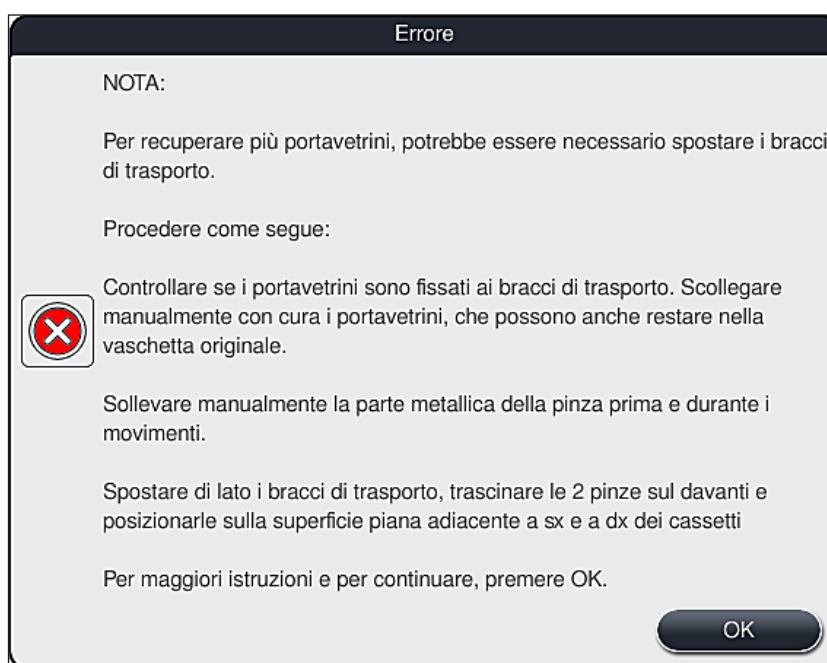 Errore
NOTA:
Per recuperare più portavetrini, potrebbe essere necessario spostare i bracci
di trasporto.
Procedere come segue:
Controllare se i portavetrini sono fissati ai bracci di trasporto. Scollegare
manualmente con cura i portavetrini, che possono anche restare nella
vaschetta originale.
Sollevare manualmente la parte metallica della pinza prima e durante i
movimenti.
Spostare di lato i bracci di trasporto, trascinare le 2 pinze sul davanti e
posizionarle sulla superficie piana adiacente a sx e a dx dei cassetti
Per maggiori istruzioni e per continuare, premere OK.
OK